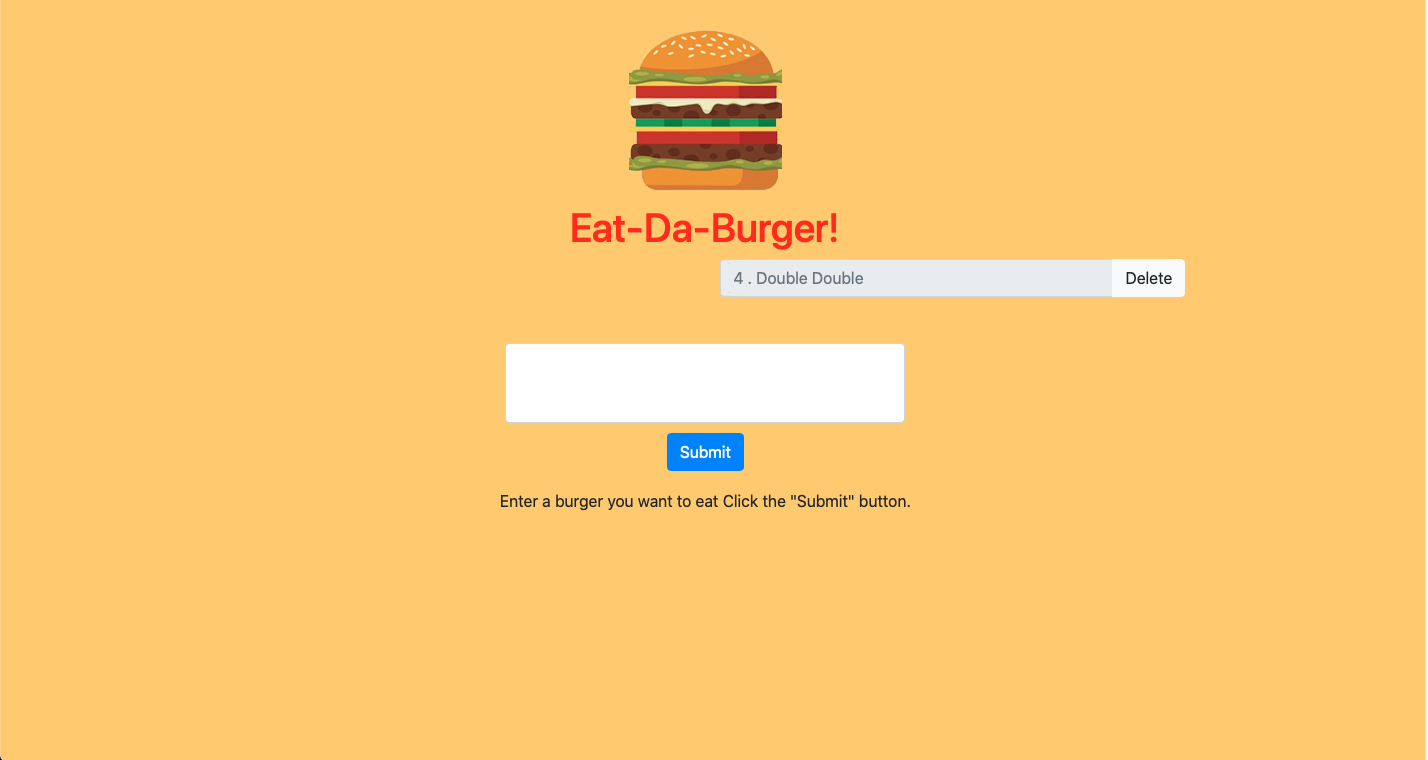 Eat-Da-Burger!
4 . Double Double Delete
Submit
Enter a burger you want to eat Click the "Submit" button.